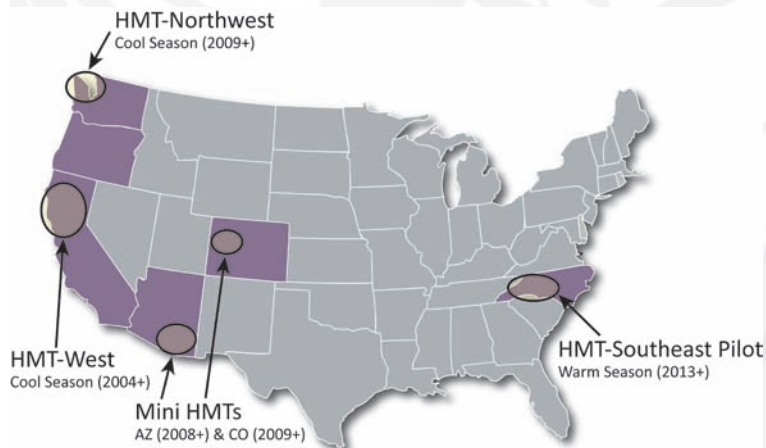 HMT-Northwest
Cool Season (2009+)
HMT-West
Cool Season (2004+)
Mini HMTs
AZ (2008+) & CO (2009+)
HMT-Southeast Pilot
Warm Season (2013+)